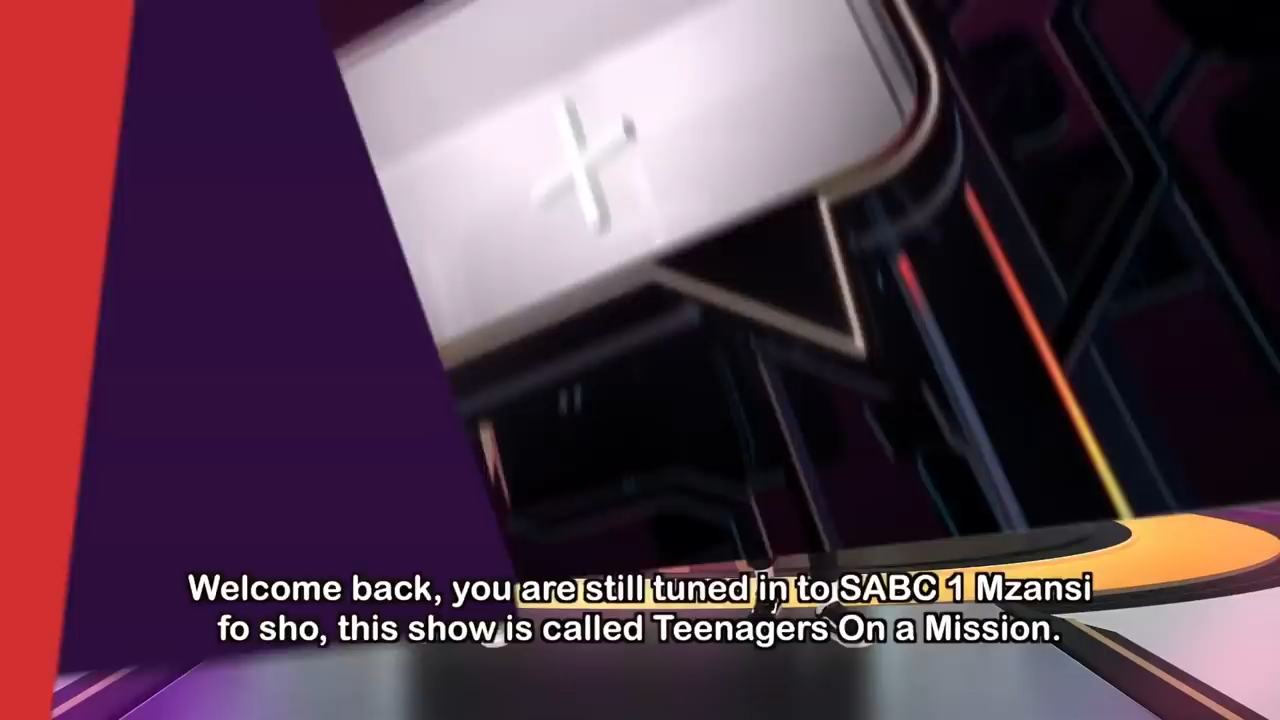 Welcome back, you are still tuned in to SABC 1 Mzansi
fo sho, this show is called Teenagers On a Mission.